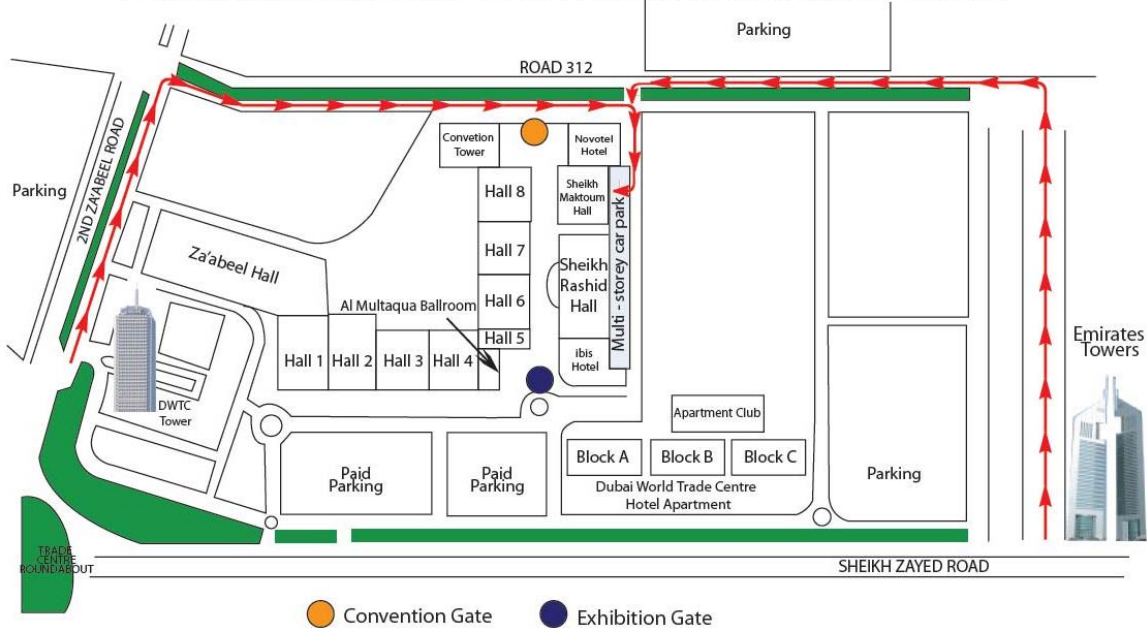 Parking
ROAD 312
2ND ZA'ABEEL ROAD
Parking
Convetion
Tower
Novotel
Hotel
Hall 8
Sheikh
Maktoum
Hall
Multi - storey car park
Hall 7
Za'abeel Hall
Sheikh
Rashid
Hall
Hall 6
Al Multaqua Ballroom
Hall 5
Hall 1
Hall 2
Hall 3
Hall 4
ibis
Hotel
Emirates
Towers
DWTC
Tower
Apartment Club
Block A
Block B
Block C
Paid
Parking
Paid
Parking
Parking
Dubai World Trade Centre
Hotel Apartment
TRADE
CENTRE
ROUNDABOUT
SHEIKH ZAYED ROAD
Convention Gate
Exhibition Gate